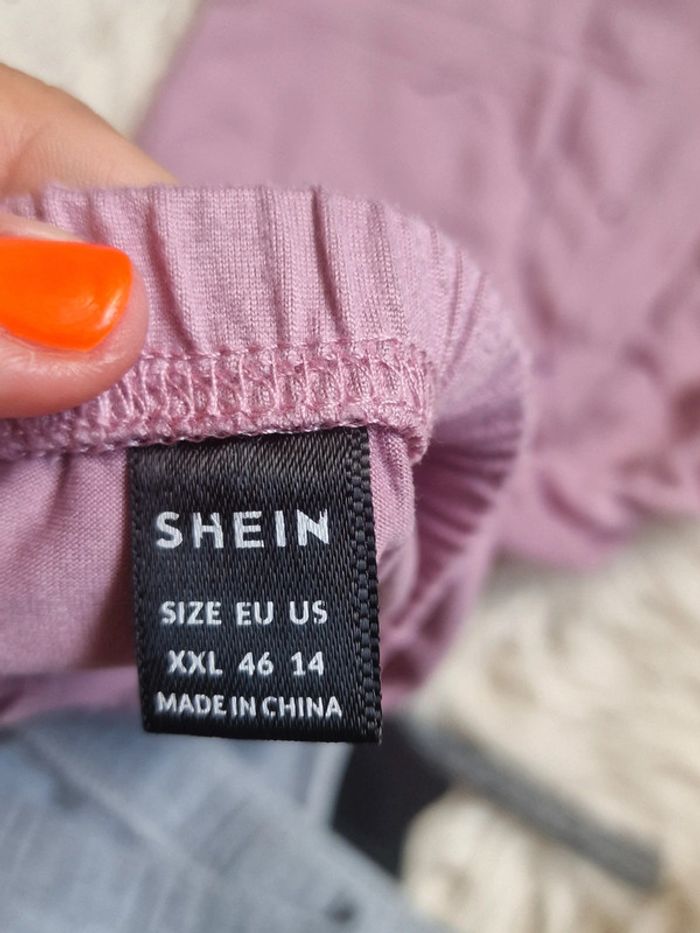 SHEIN
SIZE EU US
XXL 46 14
MADE IN CHINA